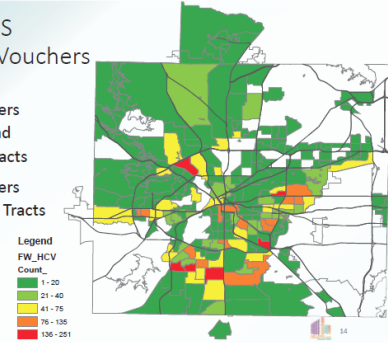 S
Vouchers
ers
nd
acts
ers
Tracts
Legend
FW_HCV
Count_
1 - 20
21 - 40
41 - 75
76 - 135
136 - 251
14